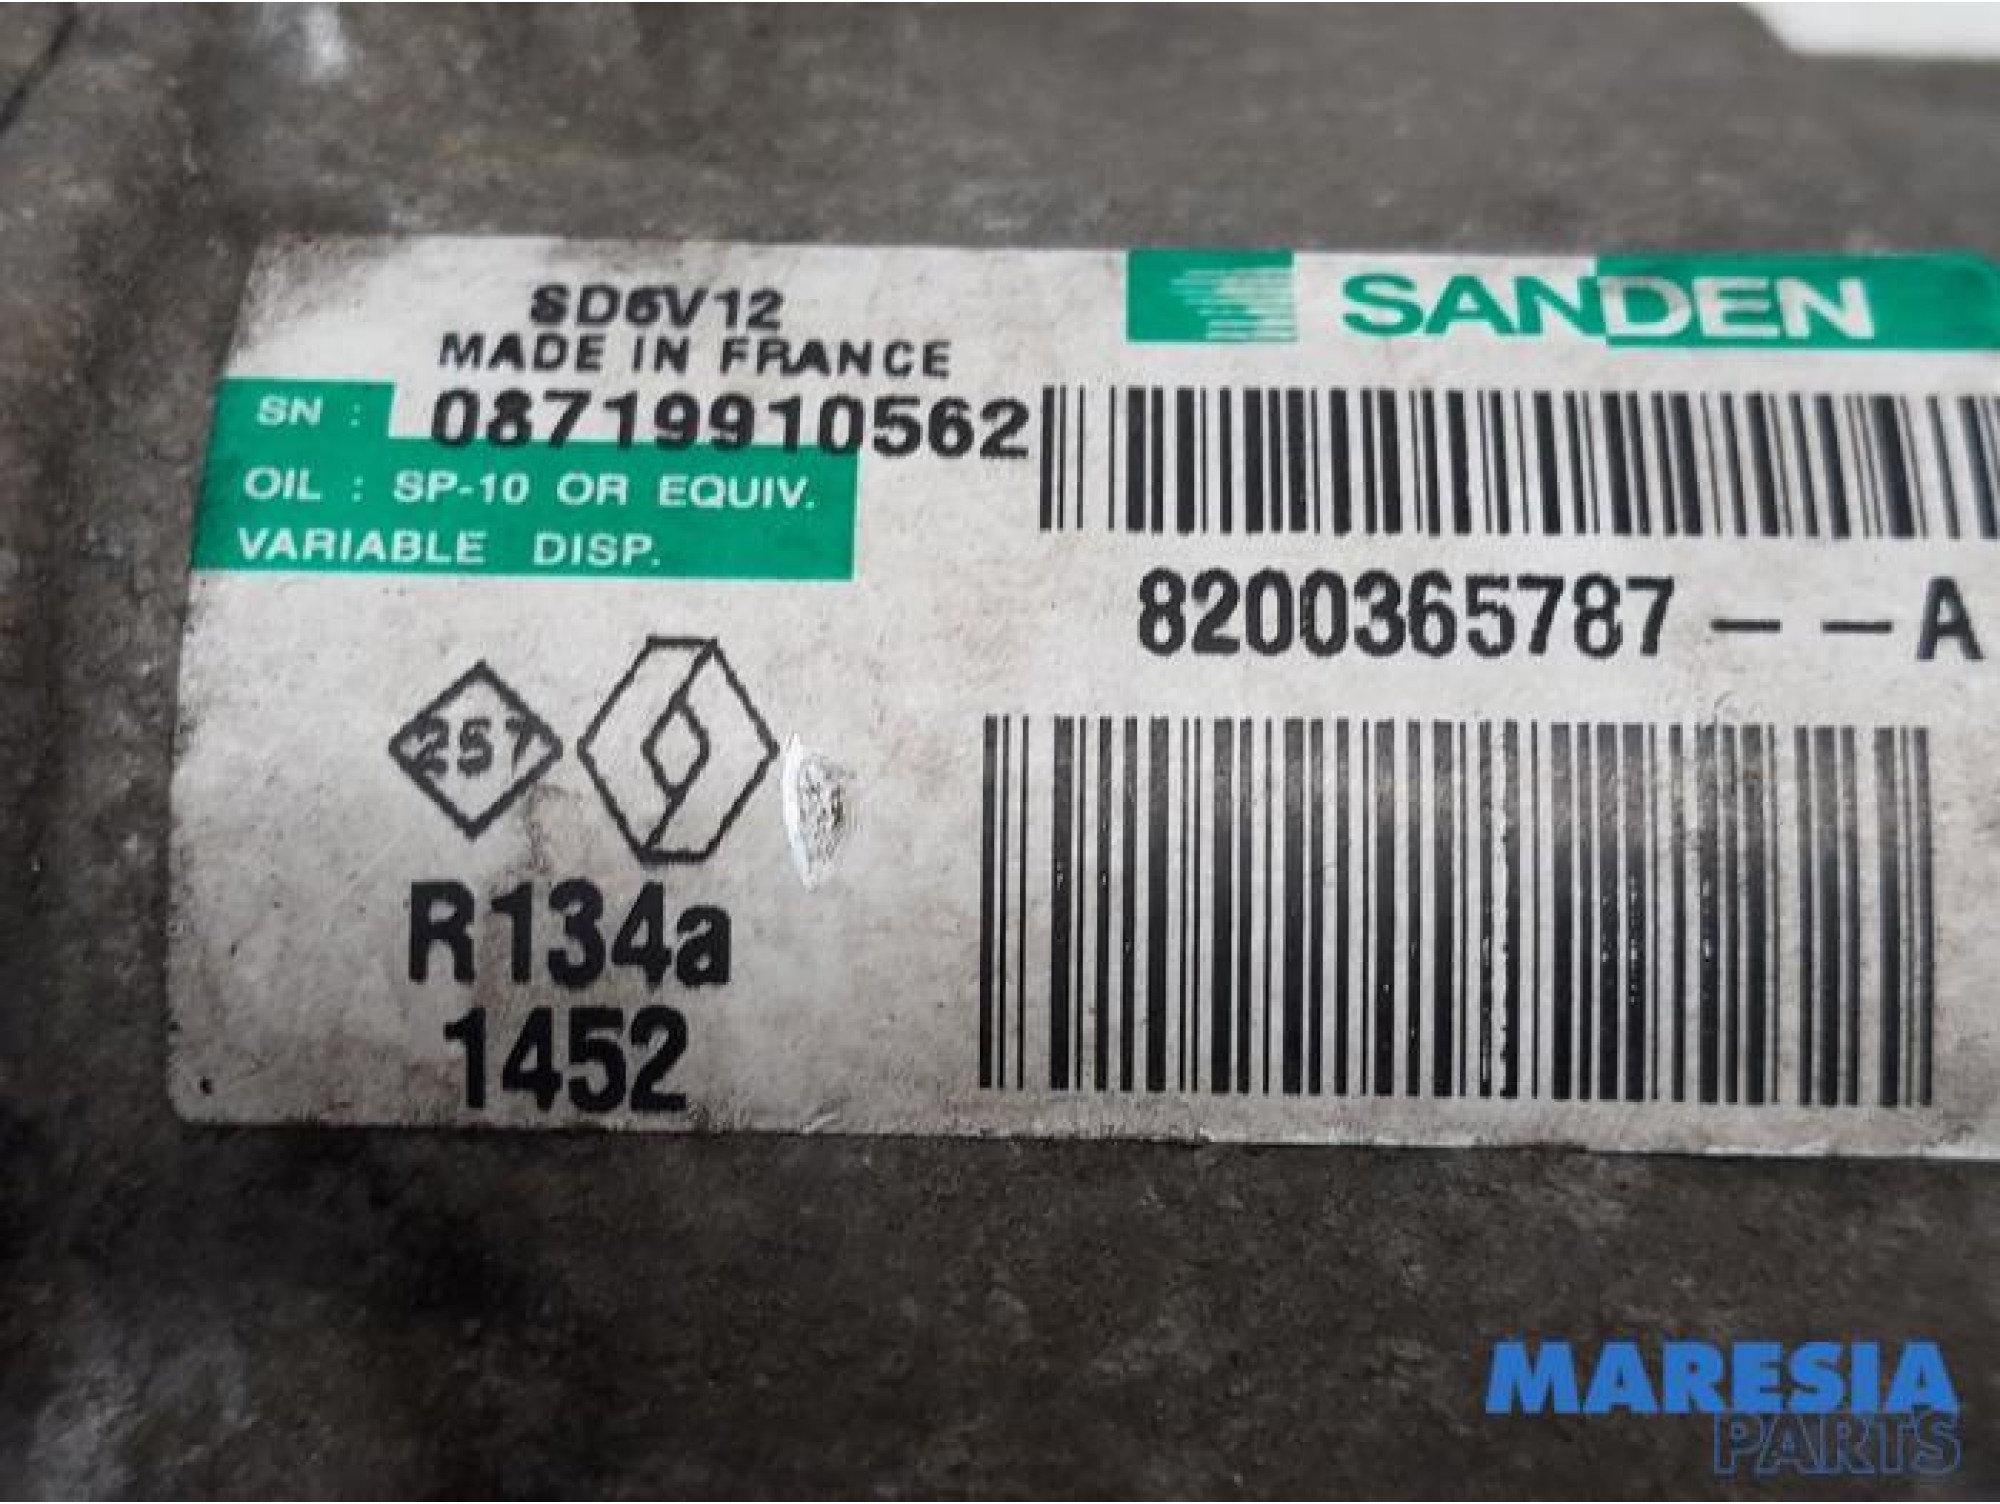 SD6V12
SANDEN
MADE IN FRANCE
SN : 08719910562
OIL : SP-10 OR EQUIV.
VARIABLE DISP.
8200365787--A
257
R134a
1452
MARESIA
PARTS